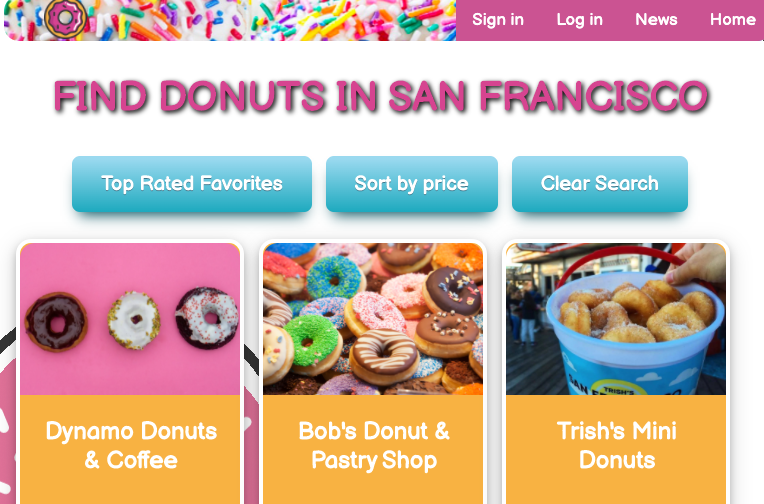 Sign in Log in News Home
FIND DONUTS IN SAN FRANCISCO
Top Rated Favorites Sort by price Clear Search
TRISH'S
Dynamo Donuts
& Coffee
Bob's Donut &
Pastry Shop
Trish's Mini
Donuts